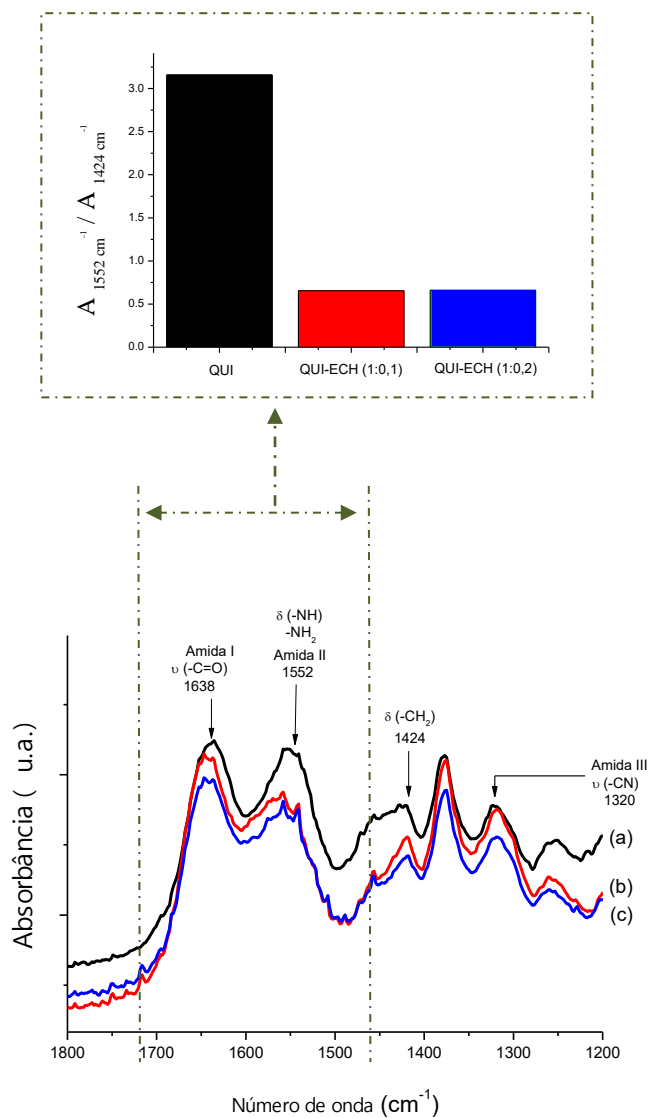 3.0
2.5
2.0
1.5
1.0
0.5
0.0
A 1552 cm⁻¹ / A 1424 cm⁻¹
QUI
QUI-ECH (1:0,1)
QUI-ECH (1:0,2)
δ (-NH)
-NH₂
Amida II
1552
Amida I
υ (-C=O)
1638
δ (-CH₂)
1424
Amida III
υ (-CN)
1320
(a)
(b)
(c)
Absorbância ( u.a.)
1800
1700
1600
1500
1400
1300
1200
Número de onda (cm⁻¹)